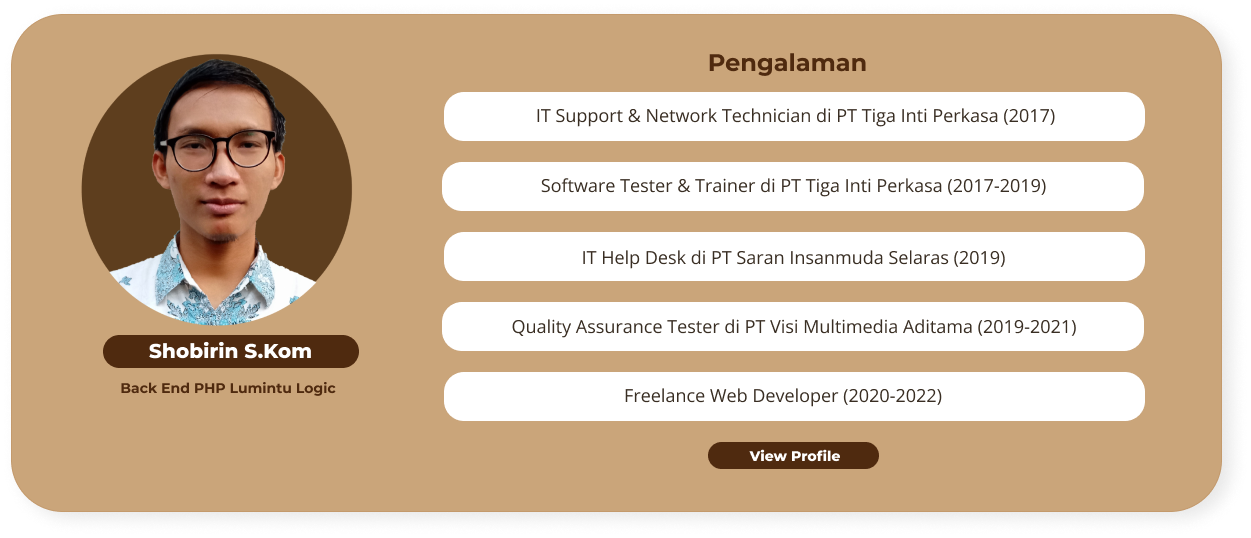 Pengalaman
IT Support & Network Technician di PT Tiga Inti Perkasa (2017)
Software Tester & Trainer di PT Tiga Inti Perkasa (2017-2019)
IT Help Desk di PT Saran Insanmuda Selaras (2019)
Quality Assurance Tester di PT Visi Multimedia Aditama (2019-2021)
Freelance Web Developer (2020-2022)
View Profile
Shobirin S.Kom
Back End PHP Lumintu Logic